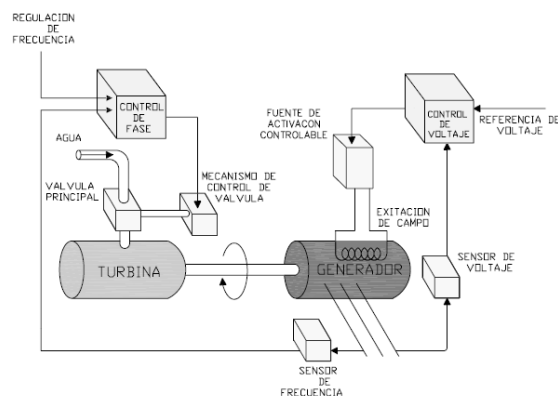 REGULACION
DE
FRECUENCIA
CONTROL
DE
FASE
AGUA
VALVULA
PRINCIPAL
MECANISMO DE
CONTROL DE
VALVULA
TURBINA
FUENTE DE
ACTIVACON
CONTROLABLE
CONTROL
DE
VOLTAJE
REFERENCIA DE
VOLTAJE
EXITACION
DE CAMPO
GENERADOR
SENSOR DE
VOLTAJE
SENSOR
DE
FRECUENCIA